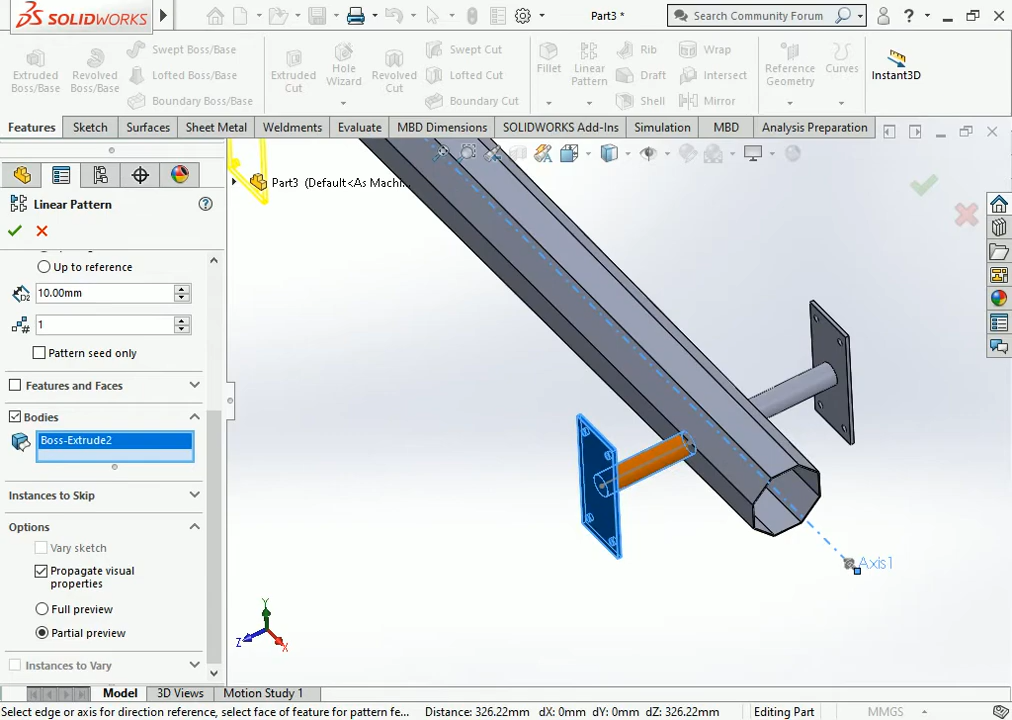 SOLIDWORKS
Part3 *
Search Community Forum
?
Extruded Boss/Base
Revolved Boss/Base
Swept Boss/Base
Lofted Boss/Base
Boundary Boss/Base
Extruded Cut
Hole Wizard
Revolved Cut
Swept Cut
Lofted Cut
Boundary Cut
Fillet
Linear Pattern
Rib
Draft
Shell
Wrap
Intersect
Mirror
Reference Geometry
Curves
Instant3D
Features
Sketch
Surfaces
Sheet Metal
Weldments
Evaluate
MBD Dimensions
SOLIDWORKS Add-Ins
Simulation
MBD
Analysis Preparation
Part3 (Default<As Machi...
Linear Pattern
?
Up to reference
D2
10.00mm
#
1
Pattern seed only
Features and Faces
Bodies
Boss-Extrude2
Instances to Skip
Options
Vary sketch
Propagate visual
properties
Full preview
Partial preview
Instances to Vary
Axis1
Y
Z
X
Model
3D Views
Motion Study 1
Select edge or axis for direction reference, select face of feature for pattern fe...
Distance: 326.22mm dX: 0mm dY: 0mm dZ: 326.22mm
Editing Part
MMGS